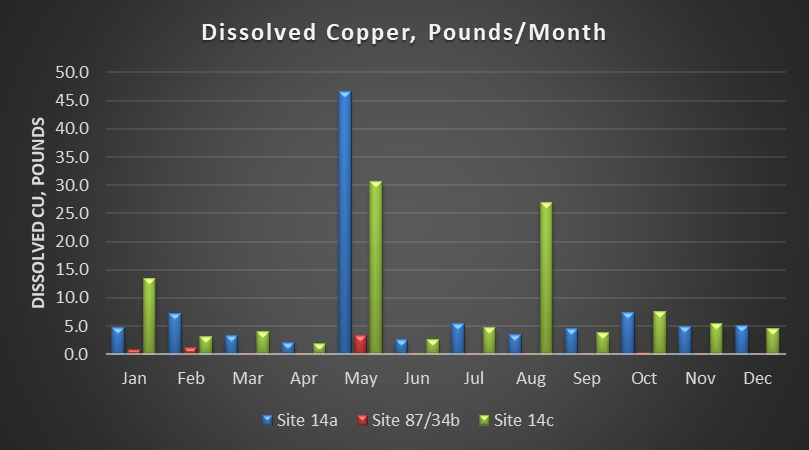 Dissolved Copper, Pounds/Month
DISSOLVED CU, POUNDS
50.0
45.0
40.0
35.0
30.0
25.0
20.0
15.0
10.0
5.0
0.0
Jan Feb Mar Apr May Jun Jul Aug Sep Oct Nov Dec
Site 14a Site 87/34b Site 14c